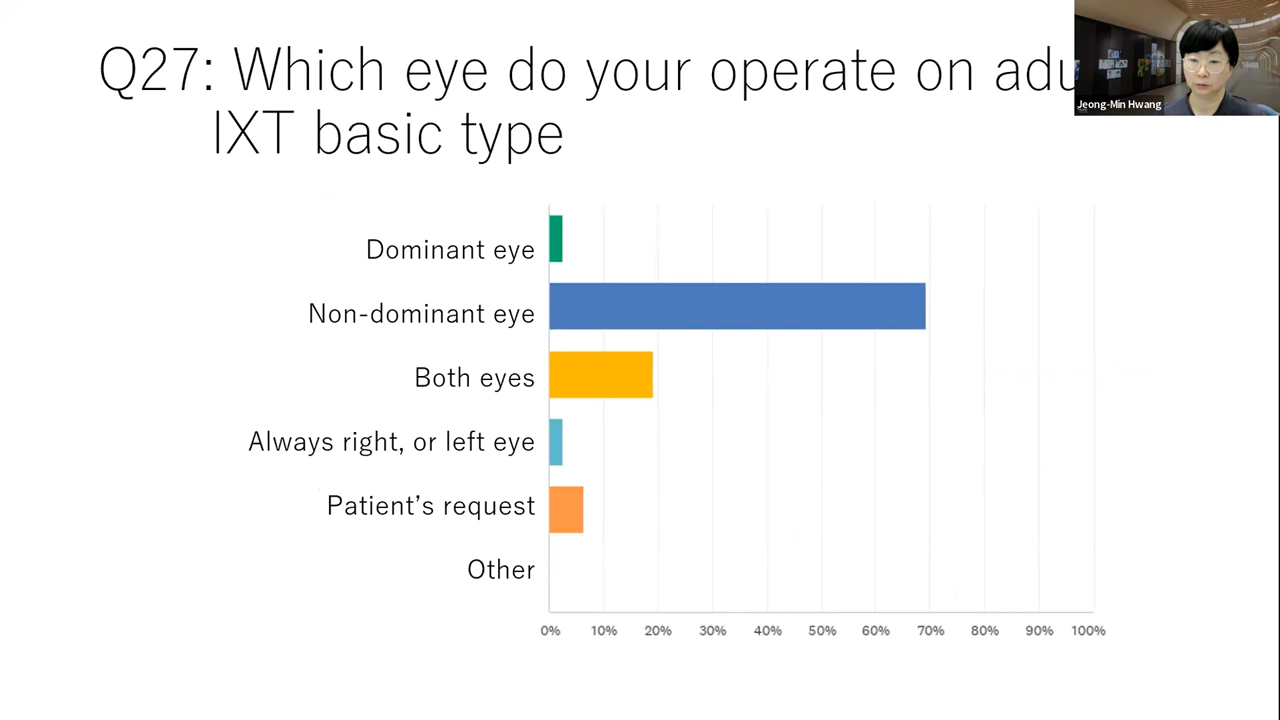 Q27: Which eye do your operate on adu
IXT basic type
Jeong-Min Hwang
Dominant eye
Non-dominant eye
Both eyes
Always right, or left eye
Patient’s request
Other
0% 10% 20% 30% 40% 50% 60% 70% 80% 90% 100%